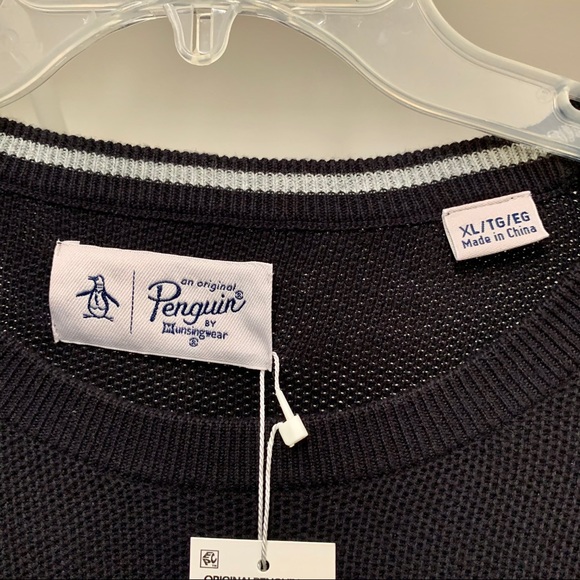 an original
Penguin®
BY
Munsingwear
®
XL/TG/EG
Made in China